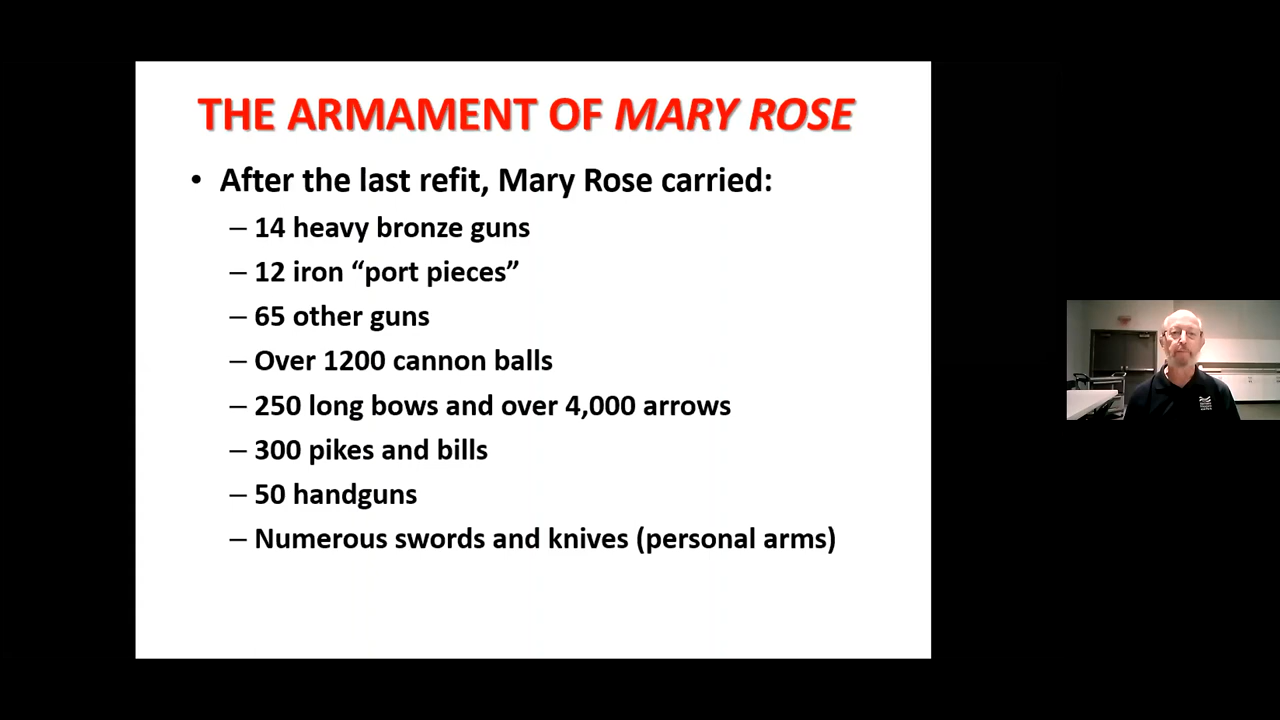 THE ARMAMENT OF MARY ROSE
• After the last refit, Mary Rose carried:
– 14 heavy bronze guns
– 12 iron “port pieces”
– 65 other guns
– Over 1200 cannon balls
– 250 long bows and over 4,000 arrows
– 300 pikes and bills
– 50 handguns
– Numerous swords and knives (personal arms)